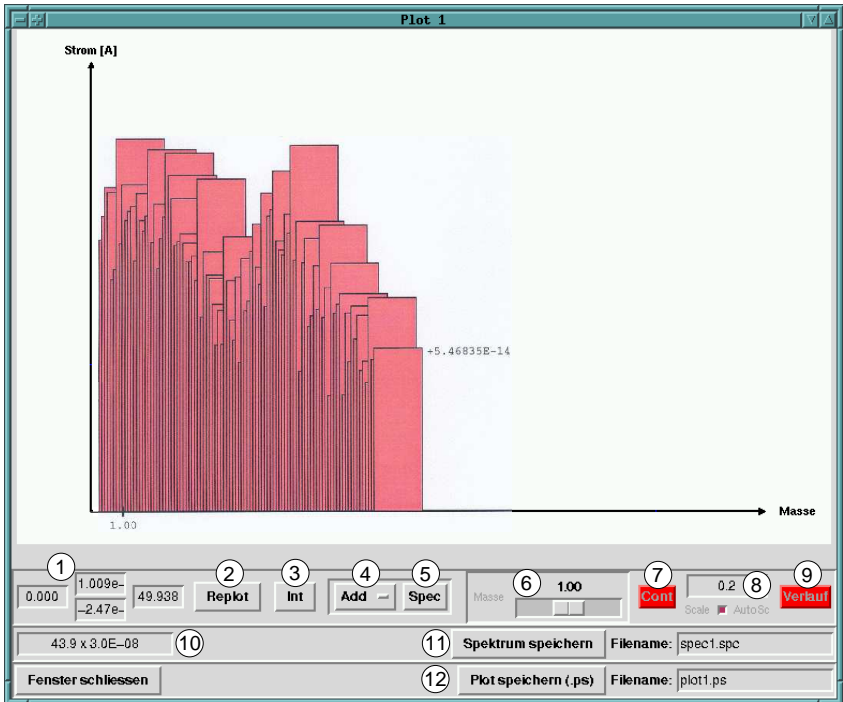 Plot 1
Strom [A]
+5.46835E-14
Masse
1.00
1 2 3 4 5 6 7 8 9
0.000 1.009e- −2.47e- 49.938 Replot Int Add Spec Masse 1.00 Cont 0.2 Scale AutoSc Verlauf
43.9 x 3.0E−08 10 11 Spektrum speichern Filename: spec1.spc
Fenster schliessen 12 Plot speichern (.ps) Filename: plot1.ps